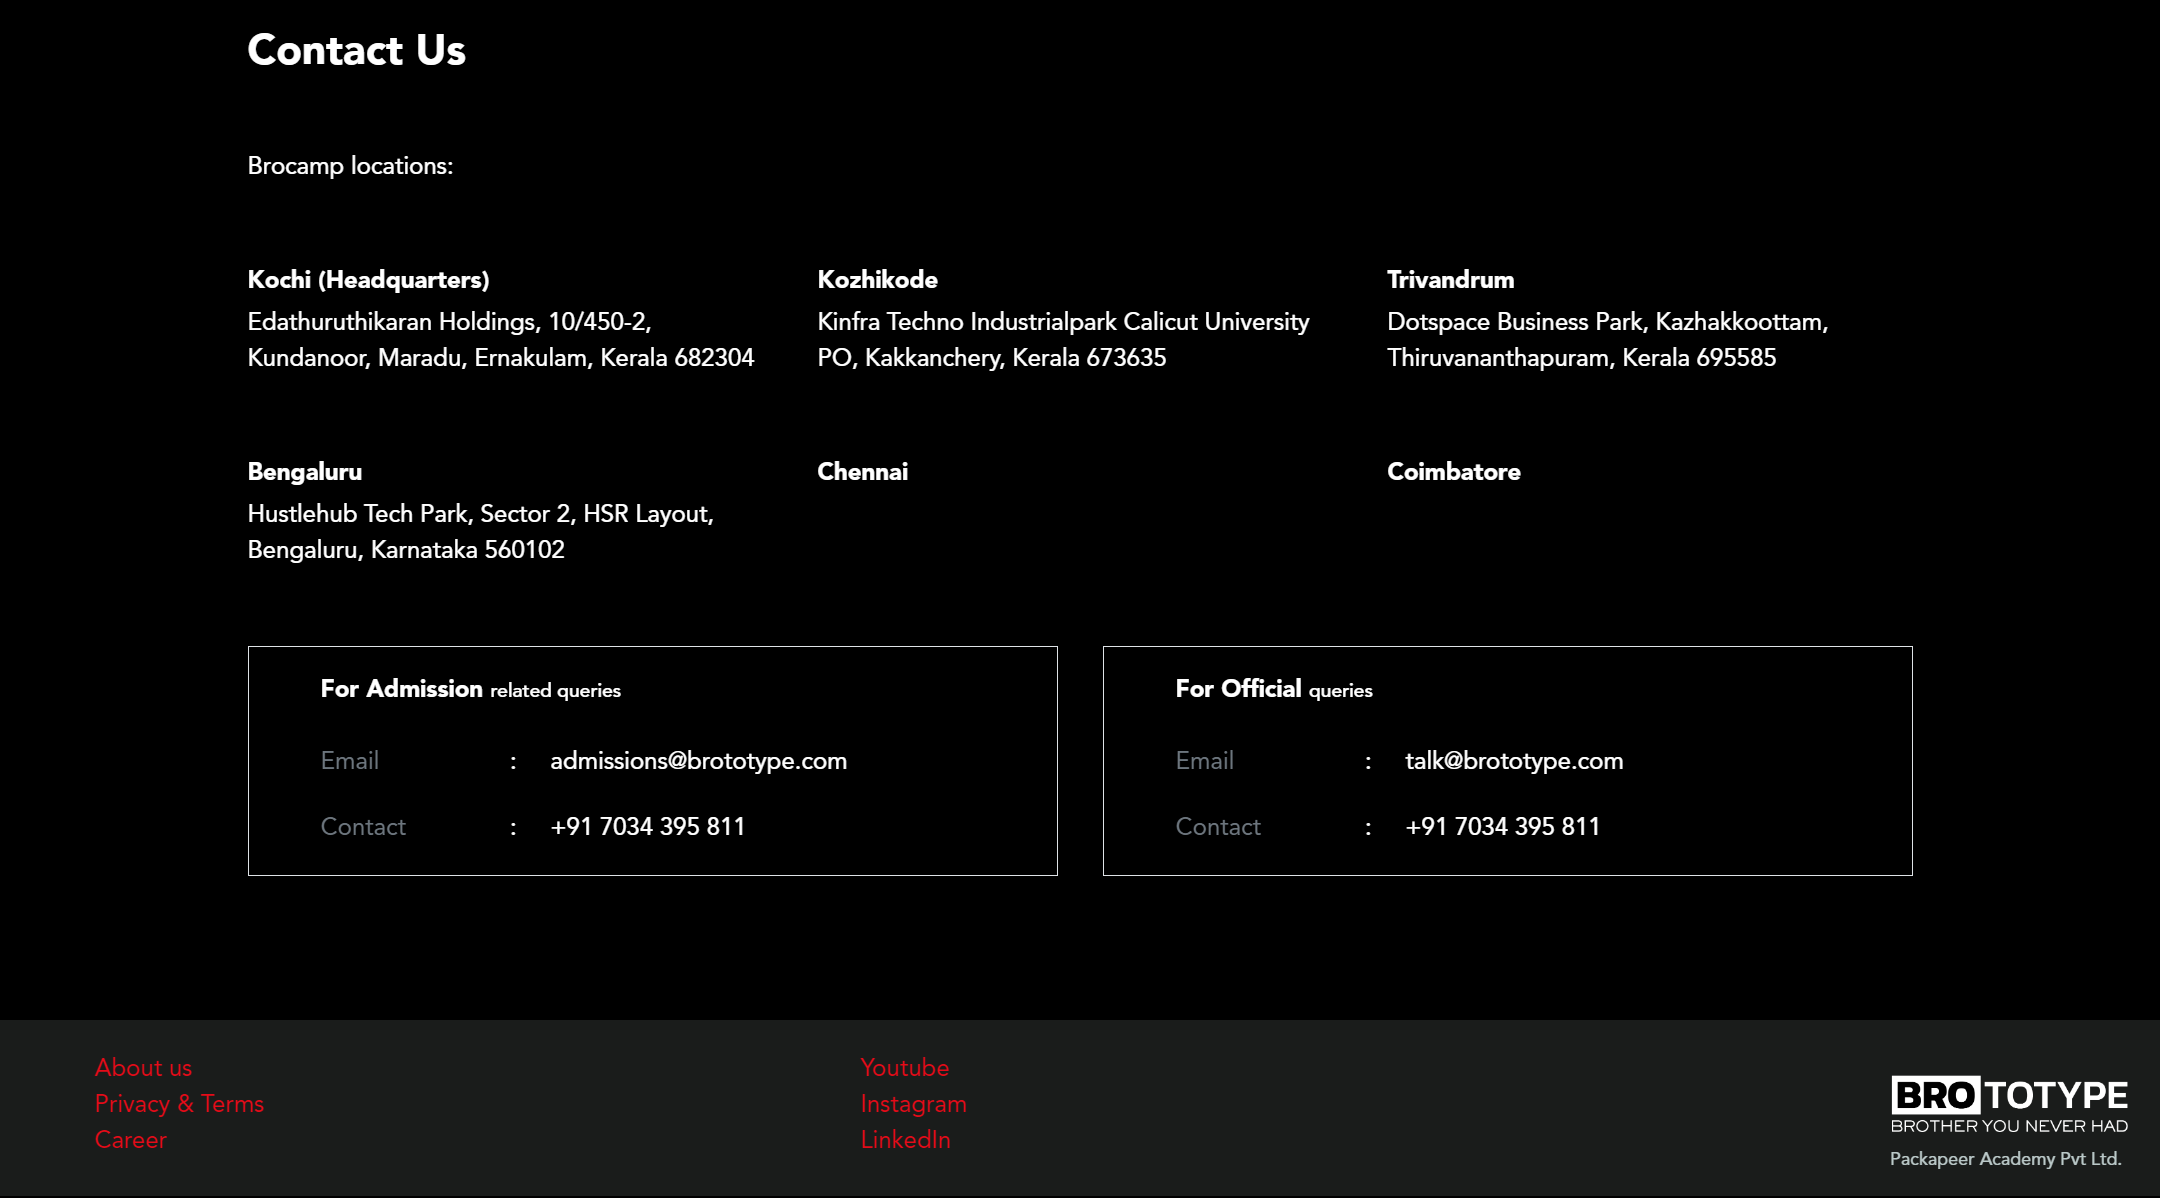 Contact Us
Brocamp locations:
Kochi (Headquarters)
Edathuruthikaran Holdings, 10/450-2,
Kundanoor, Maradu, Ernakulam, Kerala 682304
Kozhikode
Kinfra Techno Industrialpark Calicut University
PO, Kakkanchery, Kerala 673635
Trivandrum
Dotspace Business Park, Kazhakkoottam,
Thiruvananthapuram, Kerala 695585
Bengaluru
Hustlehub Tech Park, Sector 2, HSR Layout,
Bengaluru, Karnataka 560102
Chennai
Coimbatore
For Admission related queries
Email : admissions@brototype.com
Contact : +91 7034 395 811
For Official queries
Email : talk@brototype.com
Contact : +91 7034 395 811
About us
Privacy & Terms
Career
Youtube
Instagram
LinkedIn
BROTOTYPE
BROTHER YOU NEVER HAD
Packapeer Academy Pvt Ltd.